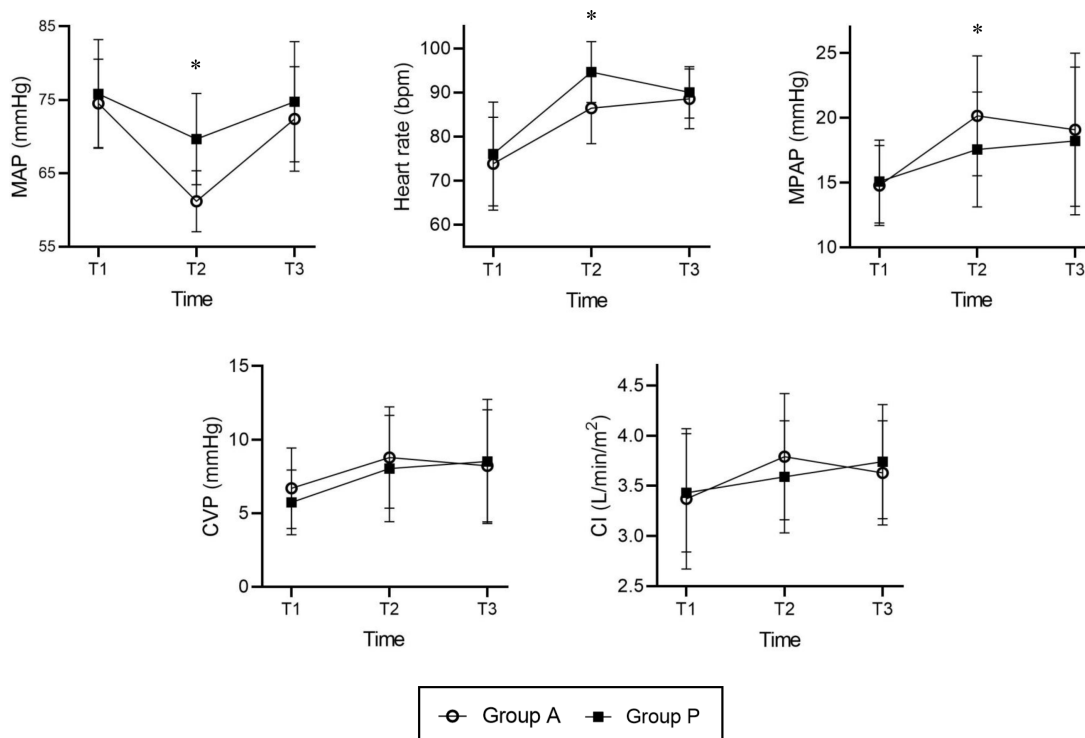 MAP (mmHg)
85
75
65
55
*
T1 T2 T3
Time
Heart rate (bpm)
100
90
80
70
60
*
T1 T2 T3
Time
MPAP (mmHg)
25
20
15
10
*
T1 T2 T3
Time
CVP (mmHg)
15
10
5
0
T1 T2 T3
Time
CI (L/min/m²)
4.5
4.0
3.5
3.0
2.5
T1 T2 T3
Time
Group A Group P